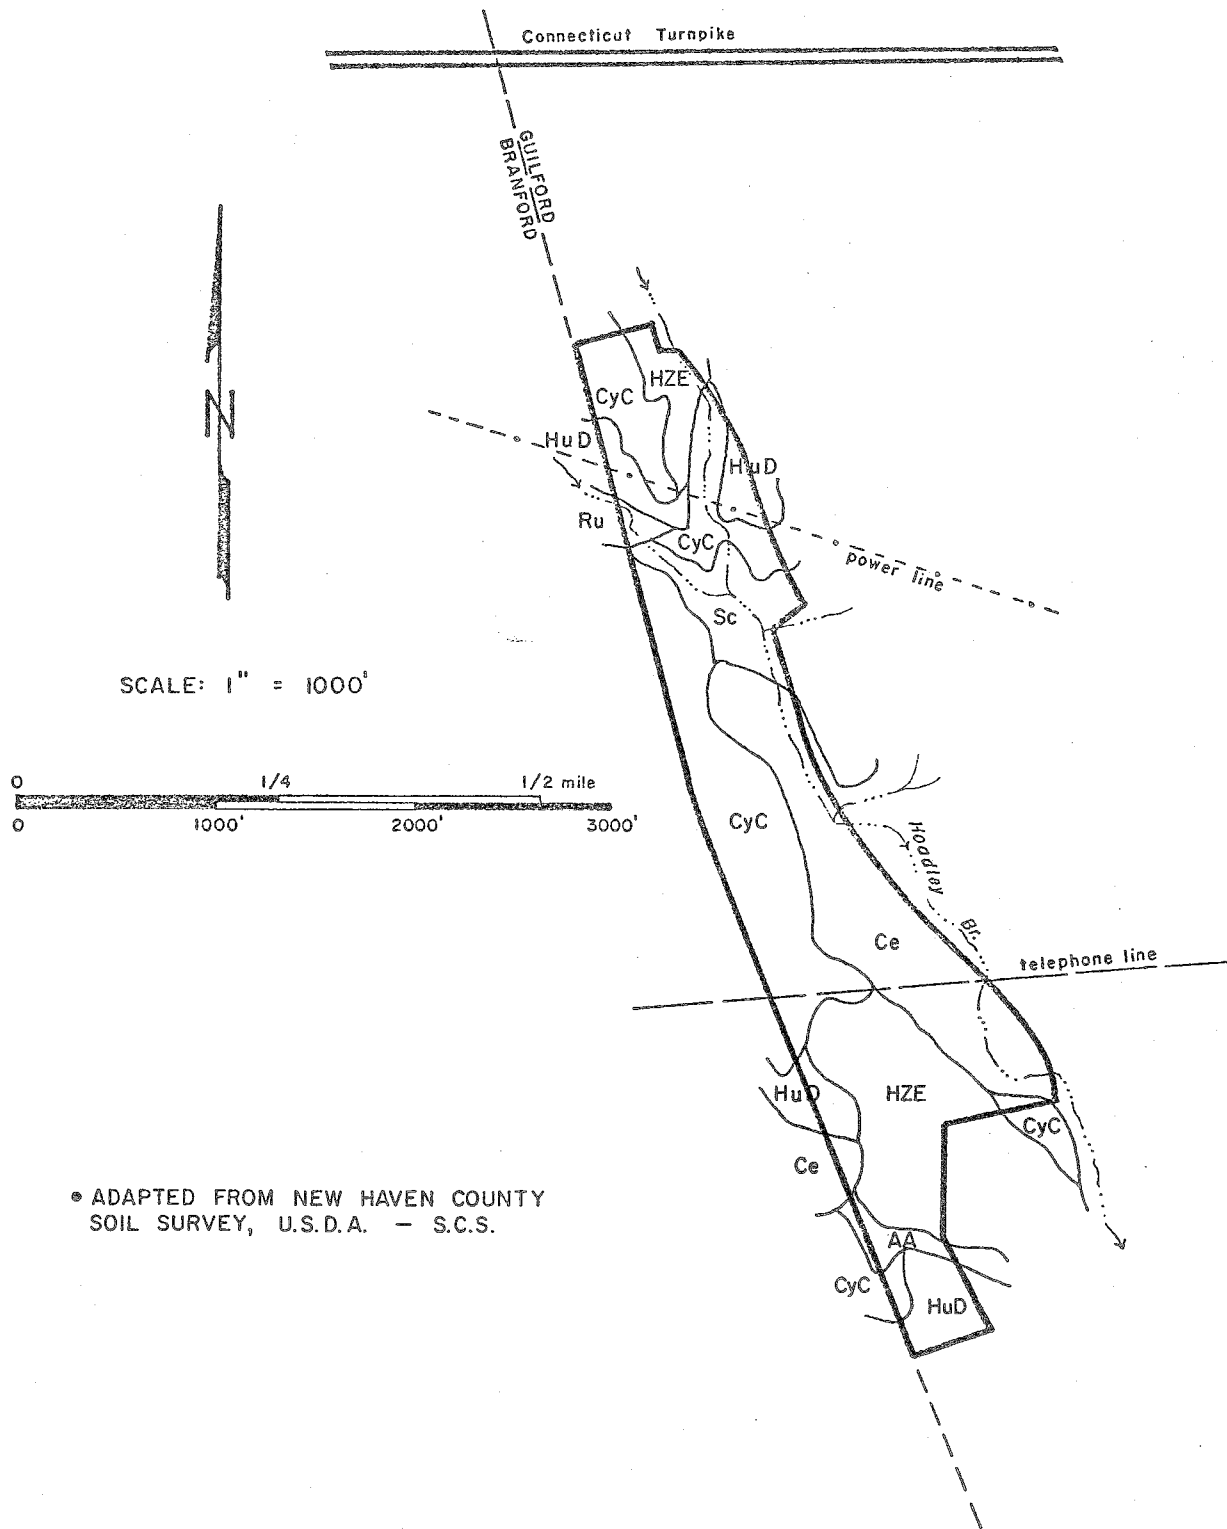 Connecticut Turnpike
GUILFORD
BRANFORD
HZE
CyC
HuD
HuD
Ru
CyC
power line
Sc
N
SCALE: 1" = 1000'
0 1/4 1/2 mile
0 1000' 2000' 3000'
CyC
Hoadley Br.
Ce
telephone line
HuD
HZE
CyC
Ce
• ADAPTED FROM NEW HAVEN COUNTY
SOIL SURVEY, U.S.D.A. – S.C.S.
AA
CyC
HuD